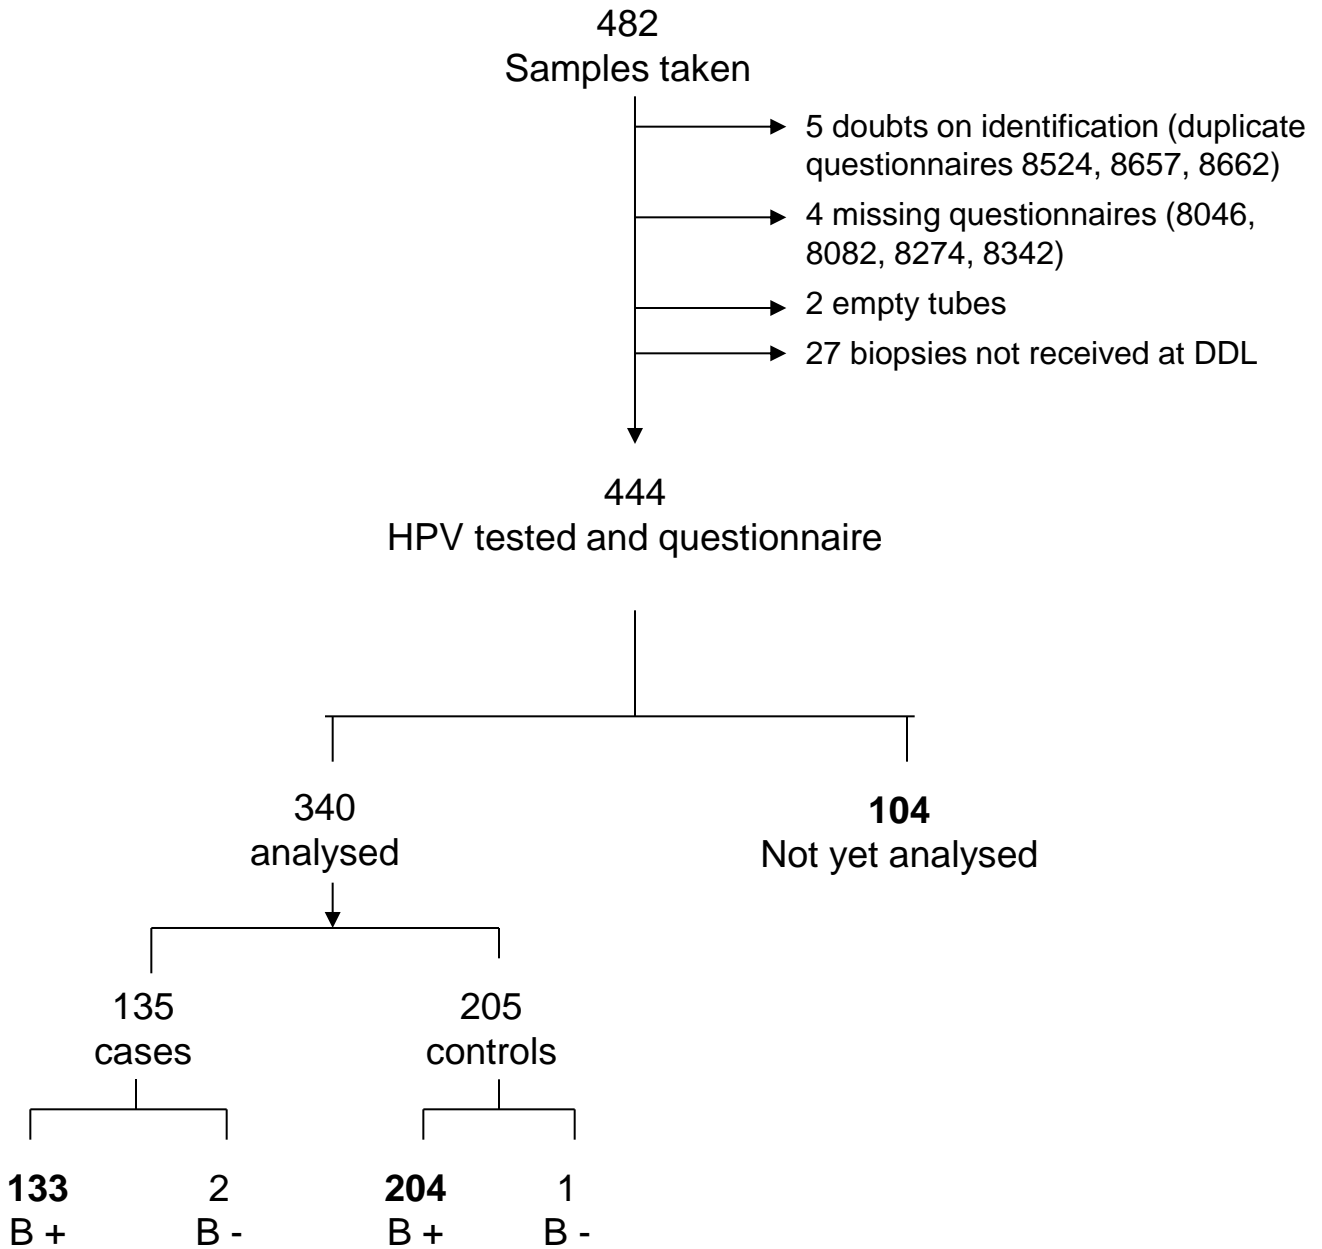 482
Samples taken
5 doubts on identification (duplicate
questionnaires 8524, 8657, 8662)
4 missing questionnaires (8046,
8082, 8274, 8342)
2 empty tubes
27 biopsies not received at DDL
444
HPV tested and questionnaire
340
analysed
104
Not yet analysed
135
cases
205
controls
133
B +
2
B -
204
B +
1
B -